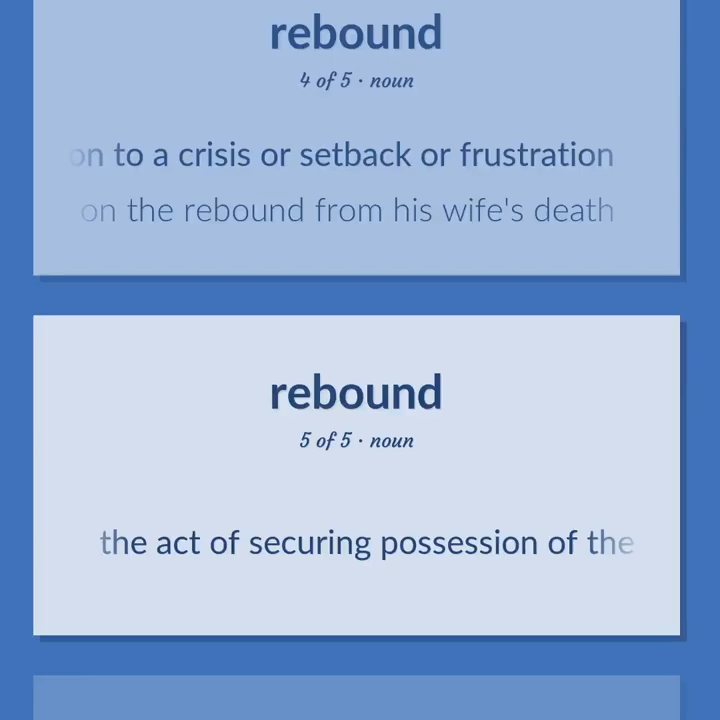 rebound
4 of 5 · noun
on to a crisis or setback or frustration
on the rebound from his wife's death
rebound
5 of 5 · noun
the act of securing possession of the